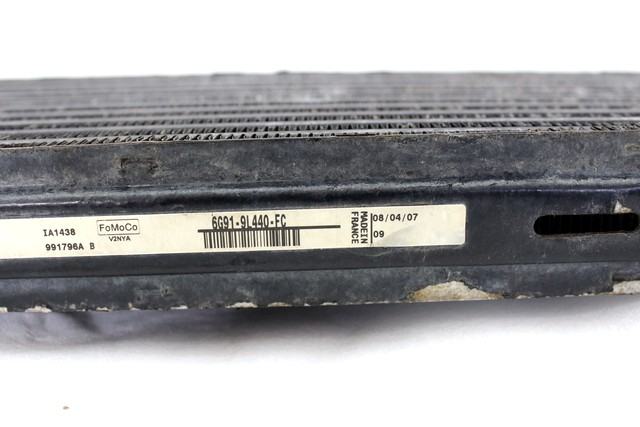 IA1438
991796A B
FoMoCo
V2NYA
6G91-9L440-FC
MADE IN
FRANCE
08/04/07
09